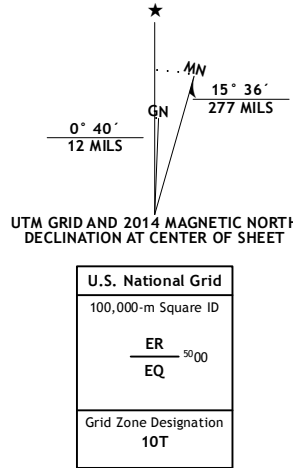 ★
MN
GN
15° 36´
277 MILS
0° 40´
12 MILS
UTM GRID AND 2014 MAGNETIC NORTH
DECLINATION AT CENTER OF SHEET
U.S. National Grid
100,000-m Square ID
ER
5000
EQ
Grid Zone Designation
10T